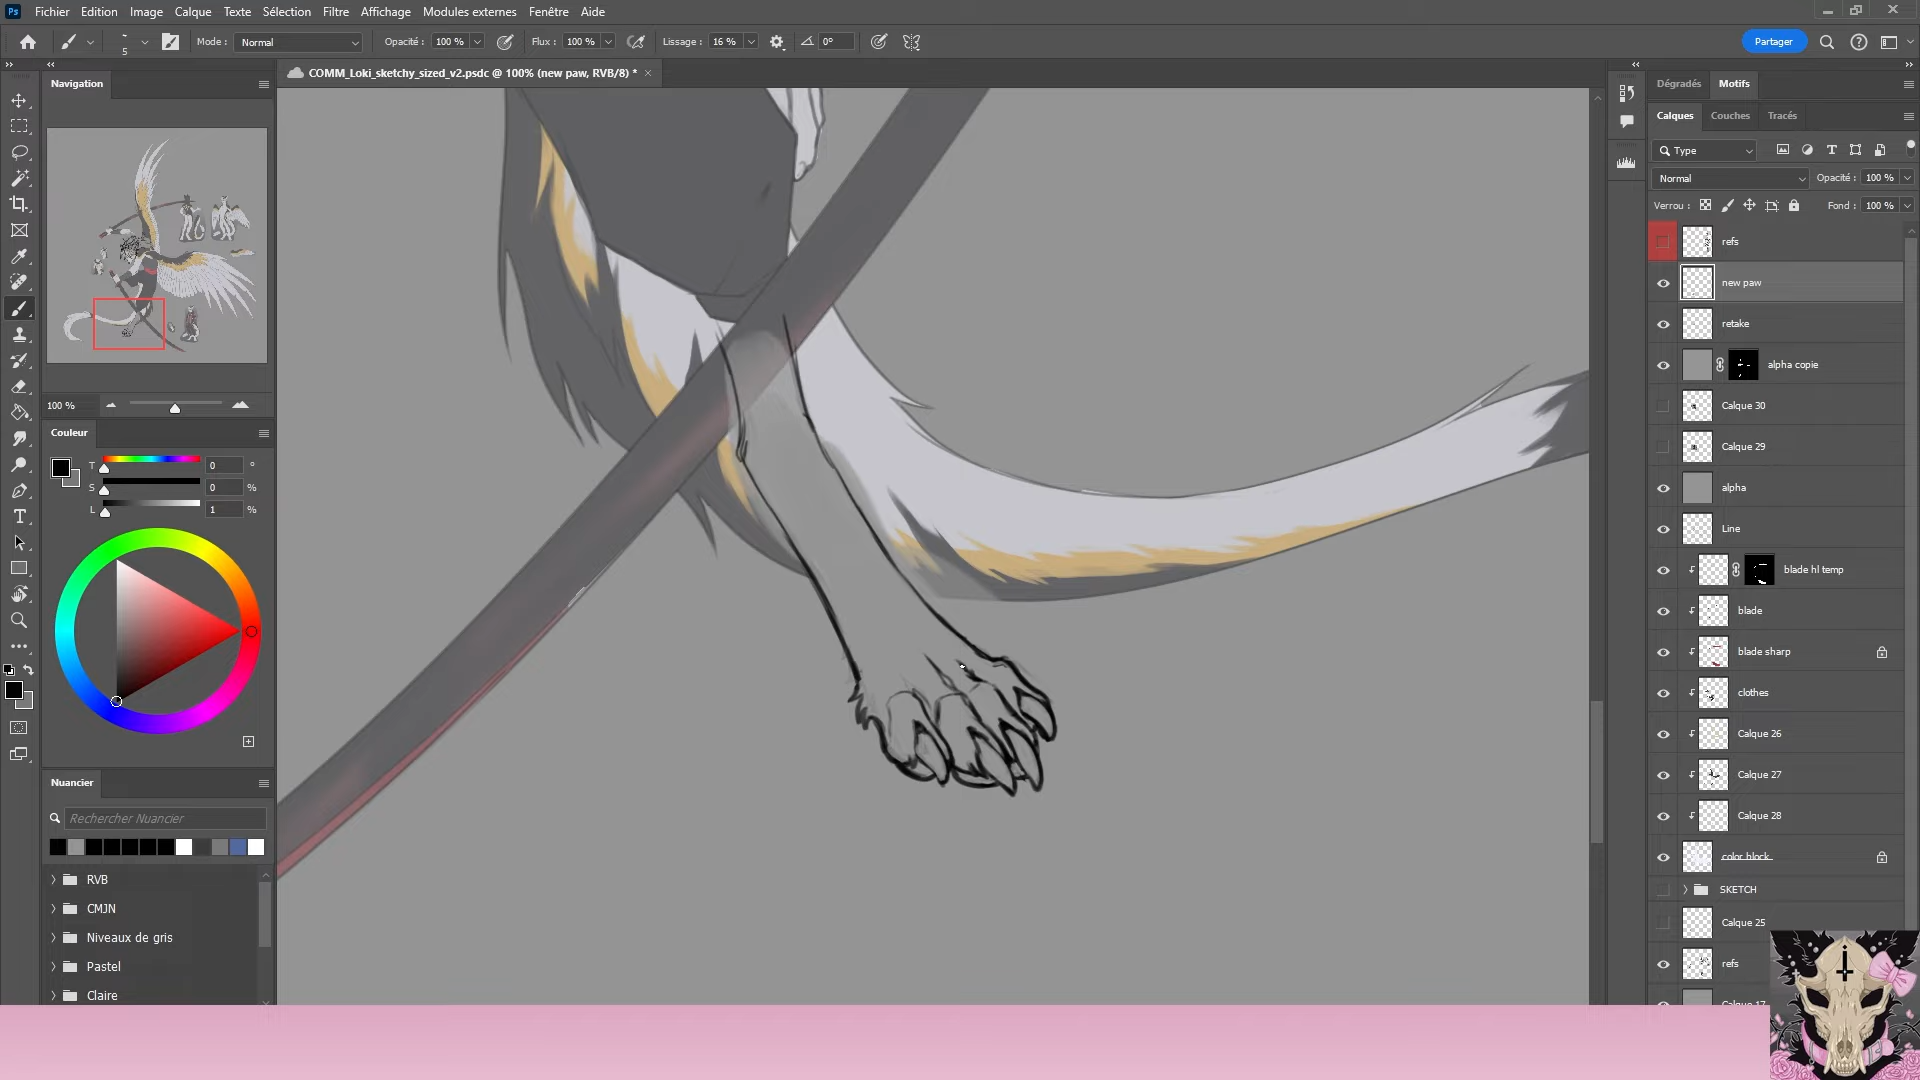 Ps Fichier Edition Image Calque Texte Sélection Filtre Affichage Modules externes Fenêtre Aide
5 Mode : Normal Opacité : 100 % Flux : 100 % Lissage : 16 % 0° Partager
Navigation
COMM_Loki_sketchy_sized_v2.psdc @ 100% (new paw, RVB/8) *
100 %
Couleur
T 0 °
S 0 %
L 1 %
Nuancier
Rechercher Nuancier
RVB
CMJN
Niveaux de gris
Pastel
Claire
Dégradés Motifs
Calques Couches Tracés
Type
Normal Opacité : 100 %
Verrou : Fond : 100 %
refs
new paw
retake
alpha copie
Calque 30
Calque 29
alpha
Line
blade hl temp
blade
blade sharp
clothes
Calque 26
Calque 27
Calque 28
color block
SKETCH
Calque 25
refs
Calque 17